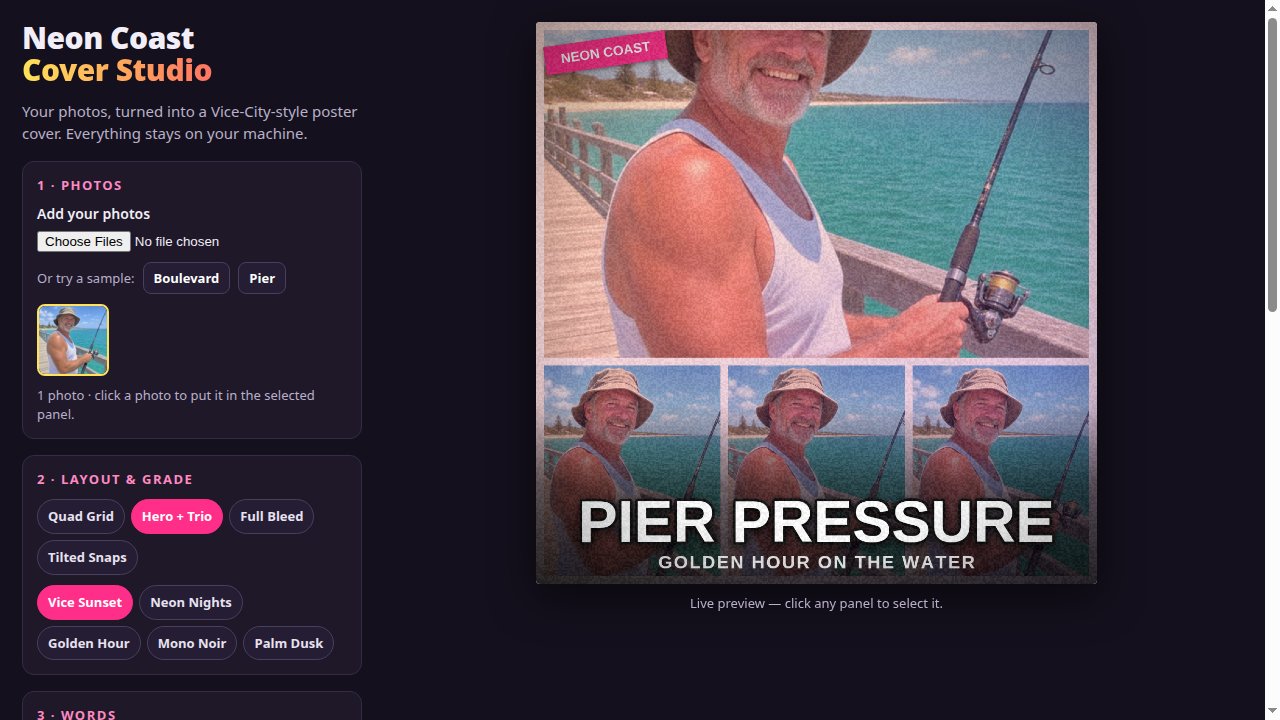 Neon Coast
Cover Studio
Your photos, turned into a Vice-City-style poster
cover. Everything stays on your machine.
1 · PHOTOS
Add your photos
Choose Files No file chosen
Or try a sample: Boulevard Pier
1 photo · click a photo to put it in the selected
panel.
2 · LAYOUT & GRADE
Quad Grid Hero + Trio Full Bleed
Tilted Snaps
Vice Sunset Neon Nights
Golden Hour Mono Noir Palm Dusk
3 · WORDS
NEON COAST
PIER PRESSURE
GOLDEN HOUR ON THE WATER
Live preview — click any panel to select it.